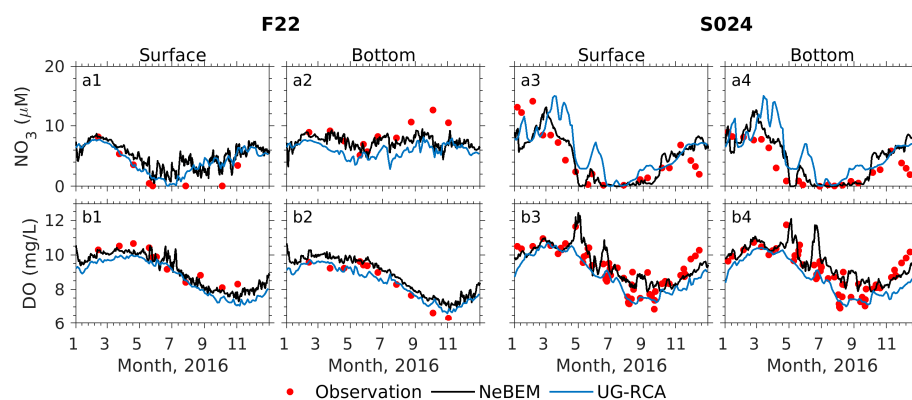 F22 S024
Surface Bottom Surface Bottom
20 a1 a2 a3 a4
NO3 (μM)
10
0
12 b1 b2 b3 b4
DO (mg/L)
10
8
6
1 3 5 7 9 11 1 3 5 7 9 11 1 3 5 7 9 11 1 3 5 7 9 11
Month, 2016 Month, 2016 Month, 2016 Month, 2016
Observation NeBEM UG-RCA